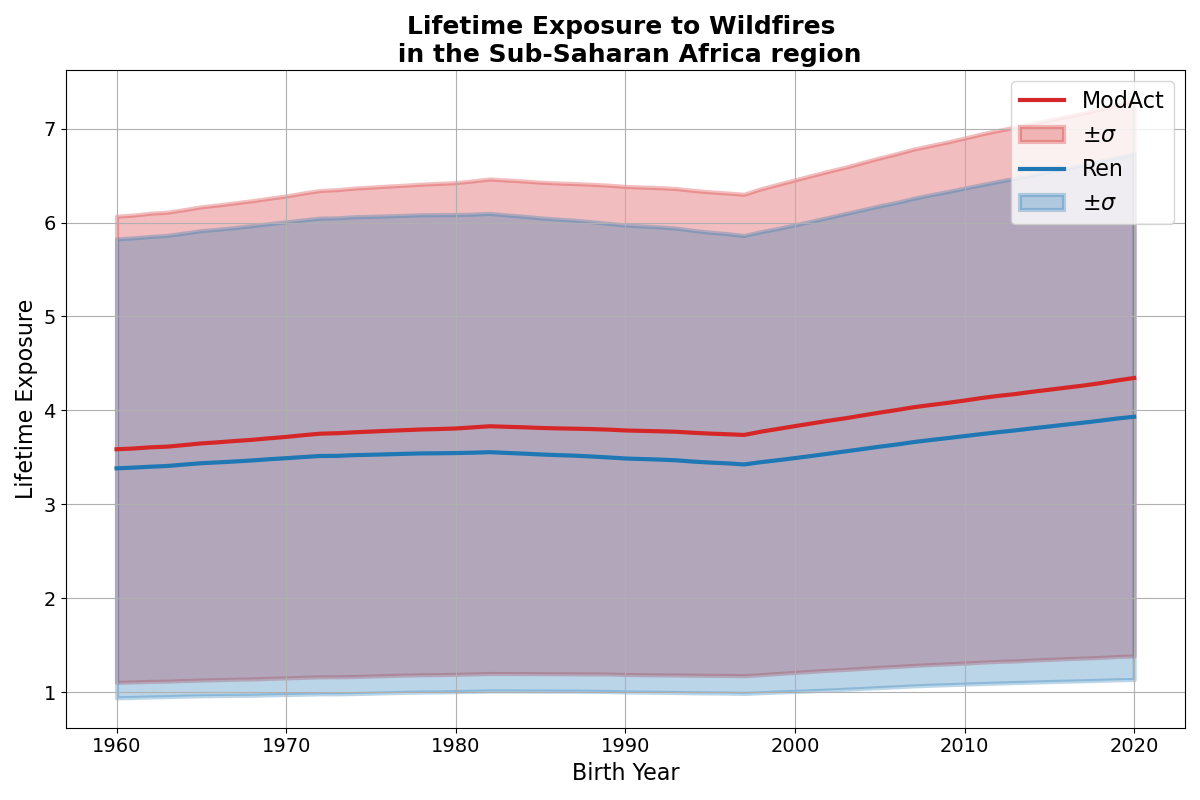 Lifetime Exposure to Wildfires
in the Sub-Saharan Africa region
Lifetime Exposure
7
6
5
4
3
2
1
1960 1970 1980 1990 2000 2010 2020
Birth Year
ModAct
±σ
Ren
±σ